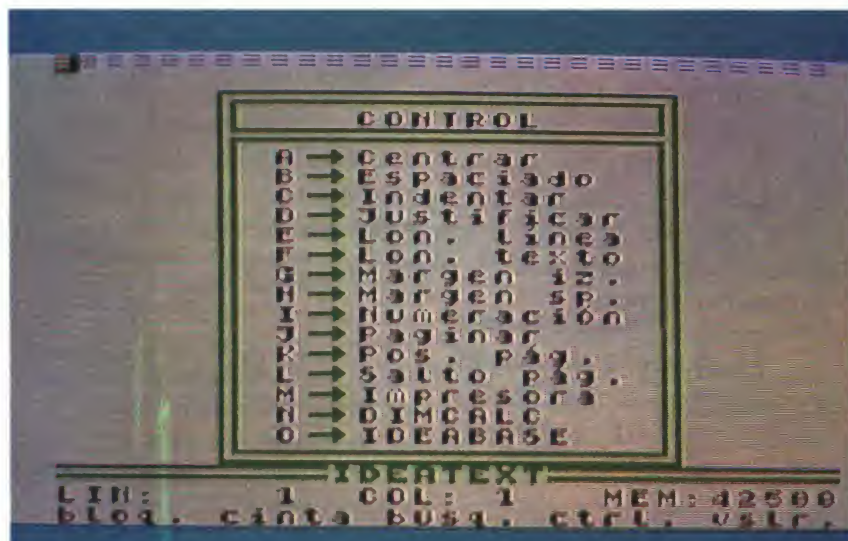 CONTROL
A → Centrar
B → Espaciado
C → Indentar
D → Justificar
E → Lon. linea
F → Lon. texto
G → Margen iz.
H → Margen sp.
I → Numeración
J → Paginar
K → Pos. pág.
L → Salto pág.
M → Impresora
N → DIMCALC
O → IDEABASE
IDEATEXT
LIN: 1 COL: 1 MEM: 42500
bloq. cinta búsq. ctrl. vslr.